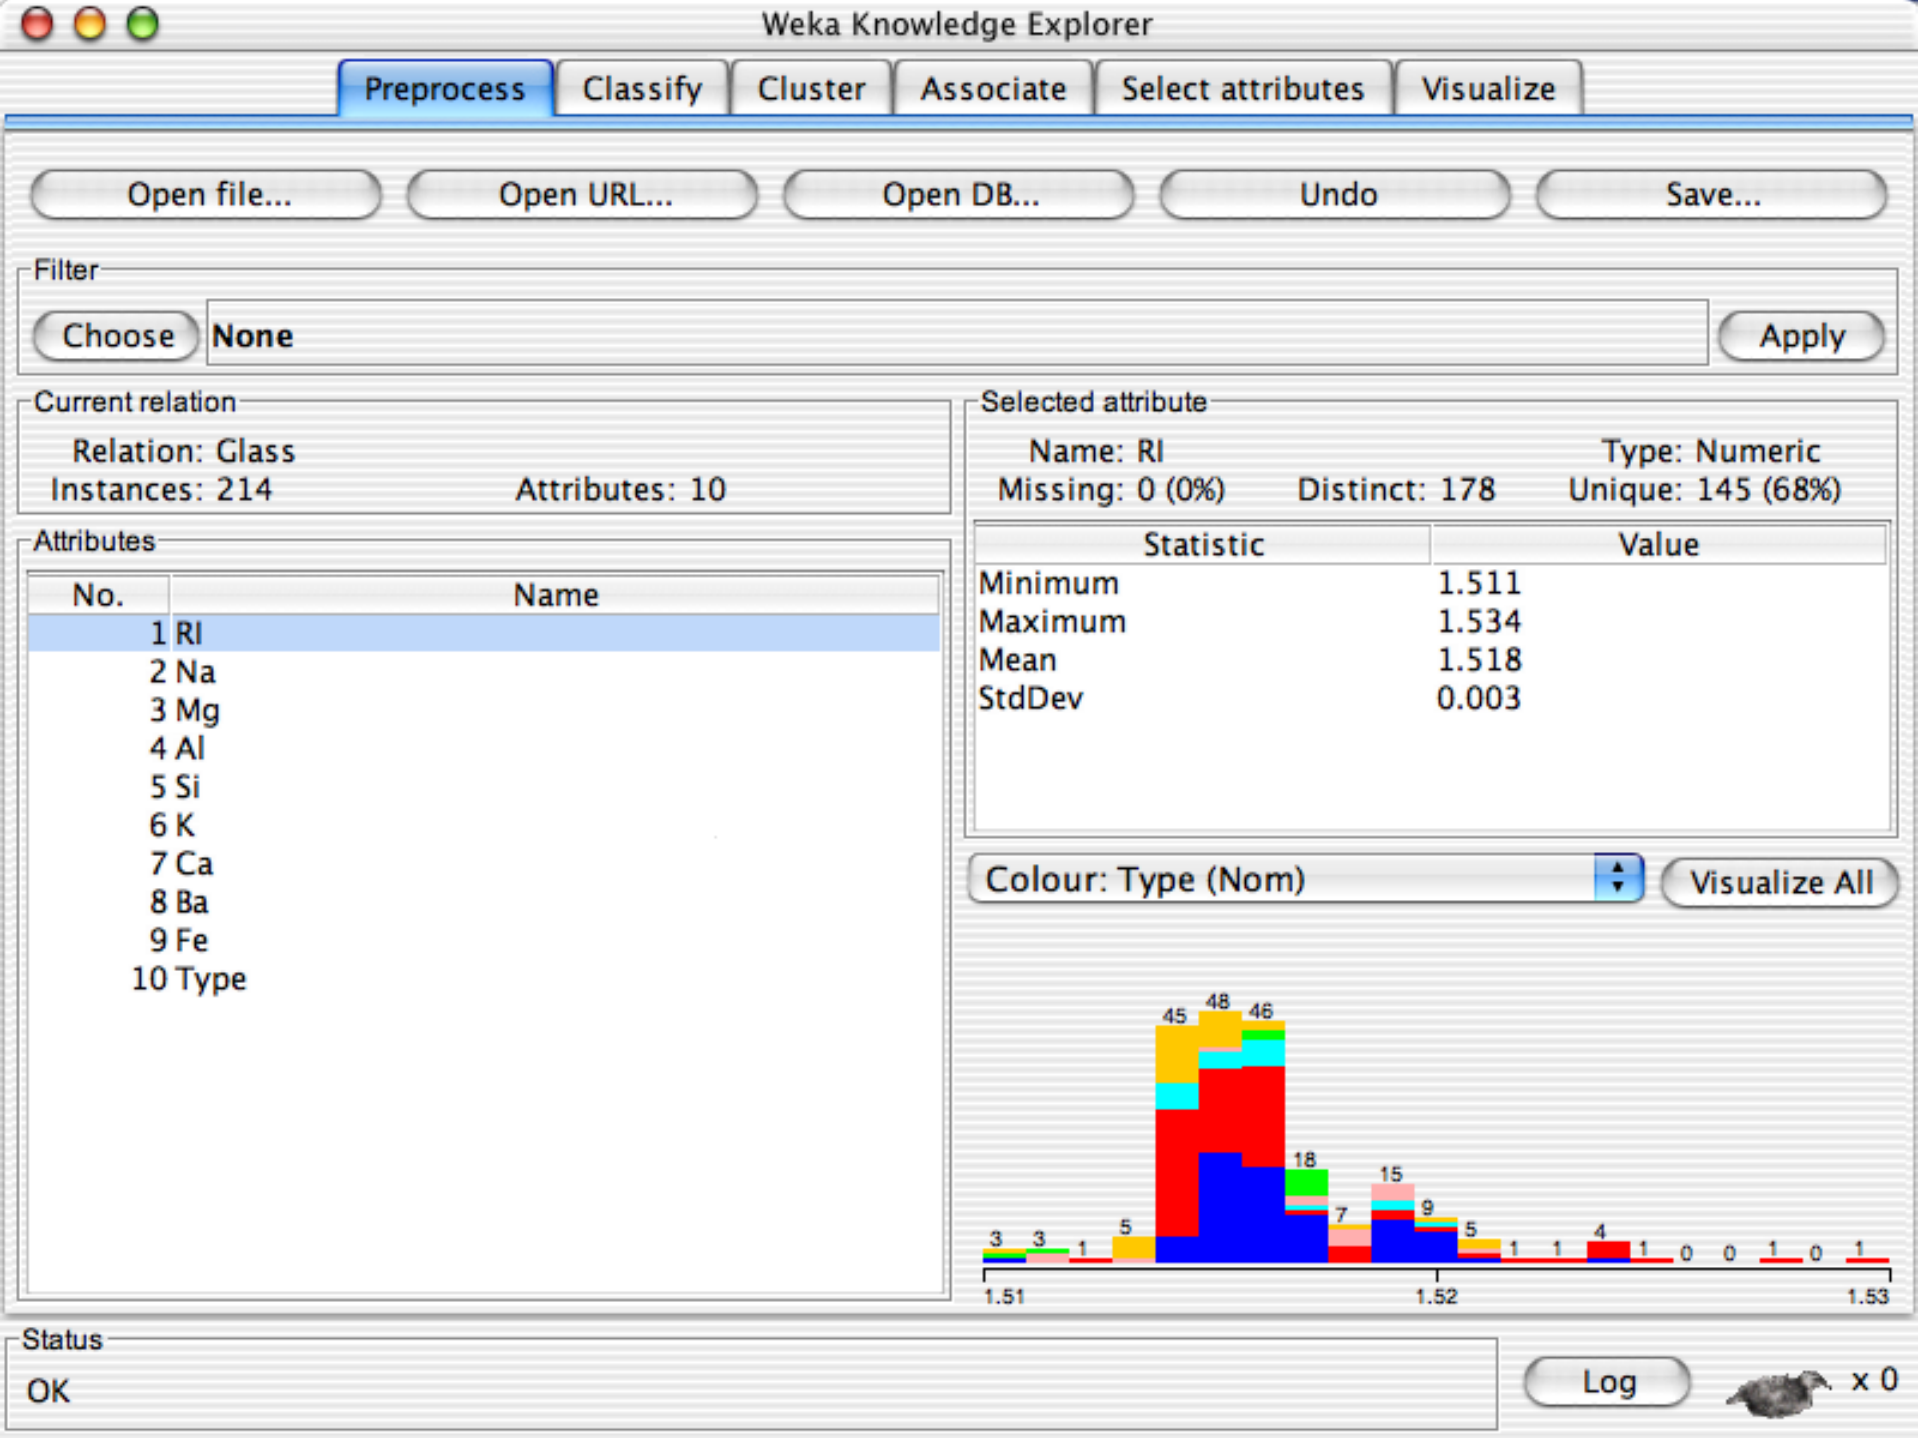 Weka Knowledge Explorer
Preprocess Classify Cluster Associate Select attributes Visualize
Open file... Open URL... Open DB... Undo Save...
Filter
Choose None Apply
Current relation
Relation: Glass
Instances: 214 Attributes: 10
Attributes
No. Name
1 RI
2 Na
3 Mg
4 Al
5 Si
6 K
7 Ca
8 Ba
9 Fe
10 Type
Selected attribute
Name: RI Type: Numeric
Missing: 0 (0%) Distinct: 178 Unique: 145 (68%)
Statistic Value
Minimum 1.511
Maximum 1.534
Mean 1.518
StdDev 0.003
Colour: Type (Nom) Visualize All
3 3 1 5 45 48 46 18 7 15 9 5 1 1 4 1 0 0 1 0 1
1.51 1.52 1.53
Status
OK
Log x 0